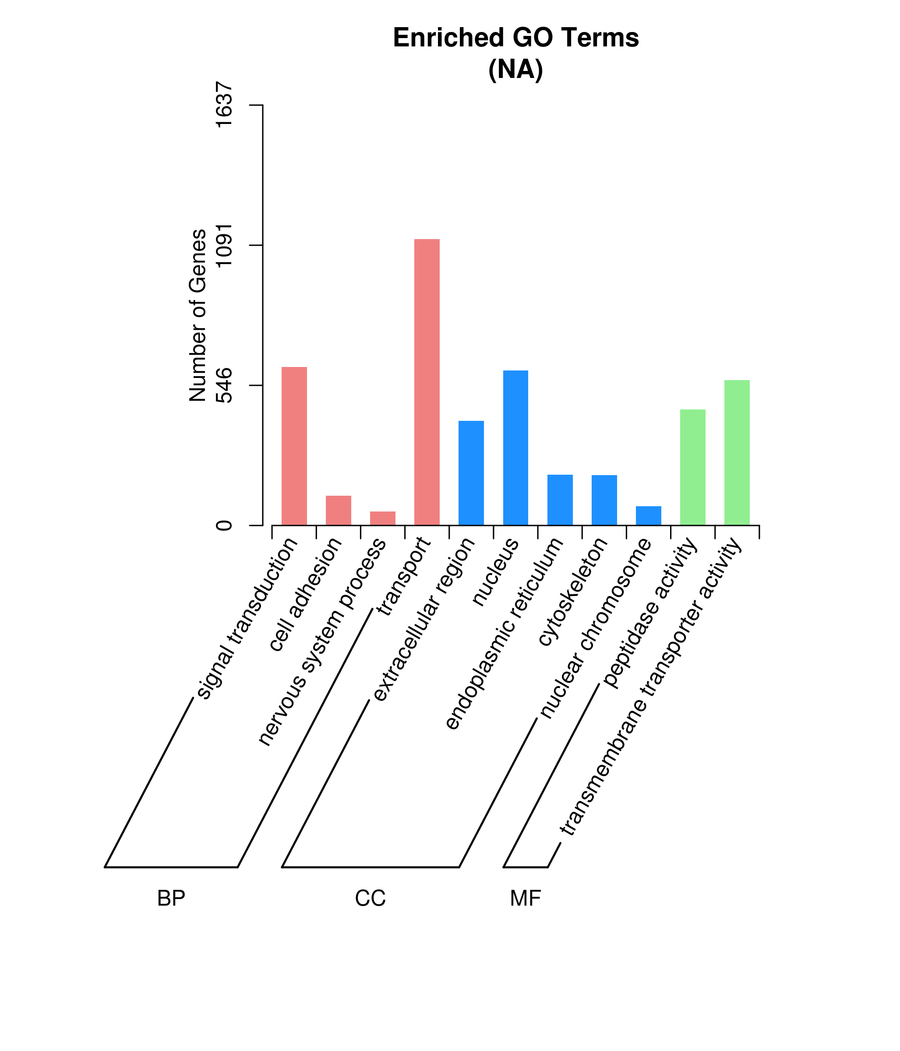 Enriched GO Terms
(NA)
Number of Genes
1637
1091
546
0
signal transduction
cell adhesion
nervous system process
transport
extracellular region
nucleus
endoplasmic reticulum
cytoskeleton
nuclear chromosome
peptidase activity
transmembrane transporter activity
BP
CC
MF